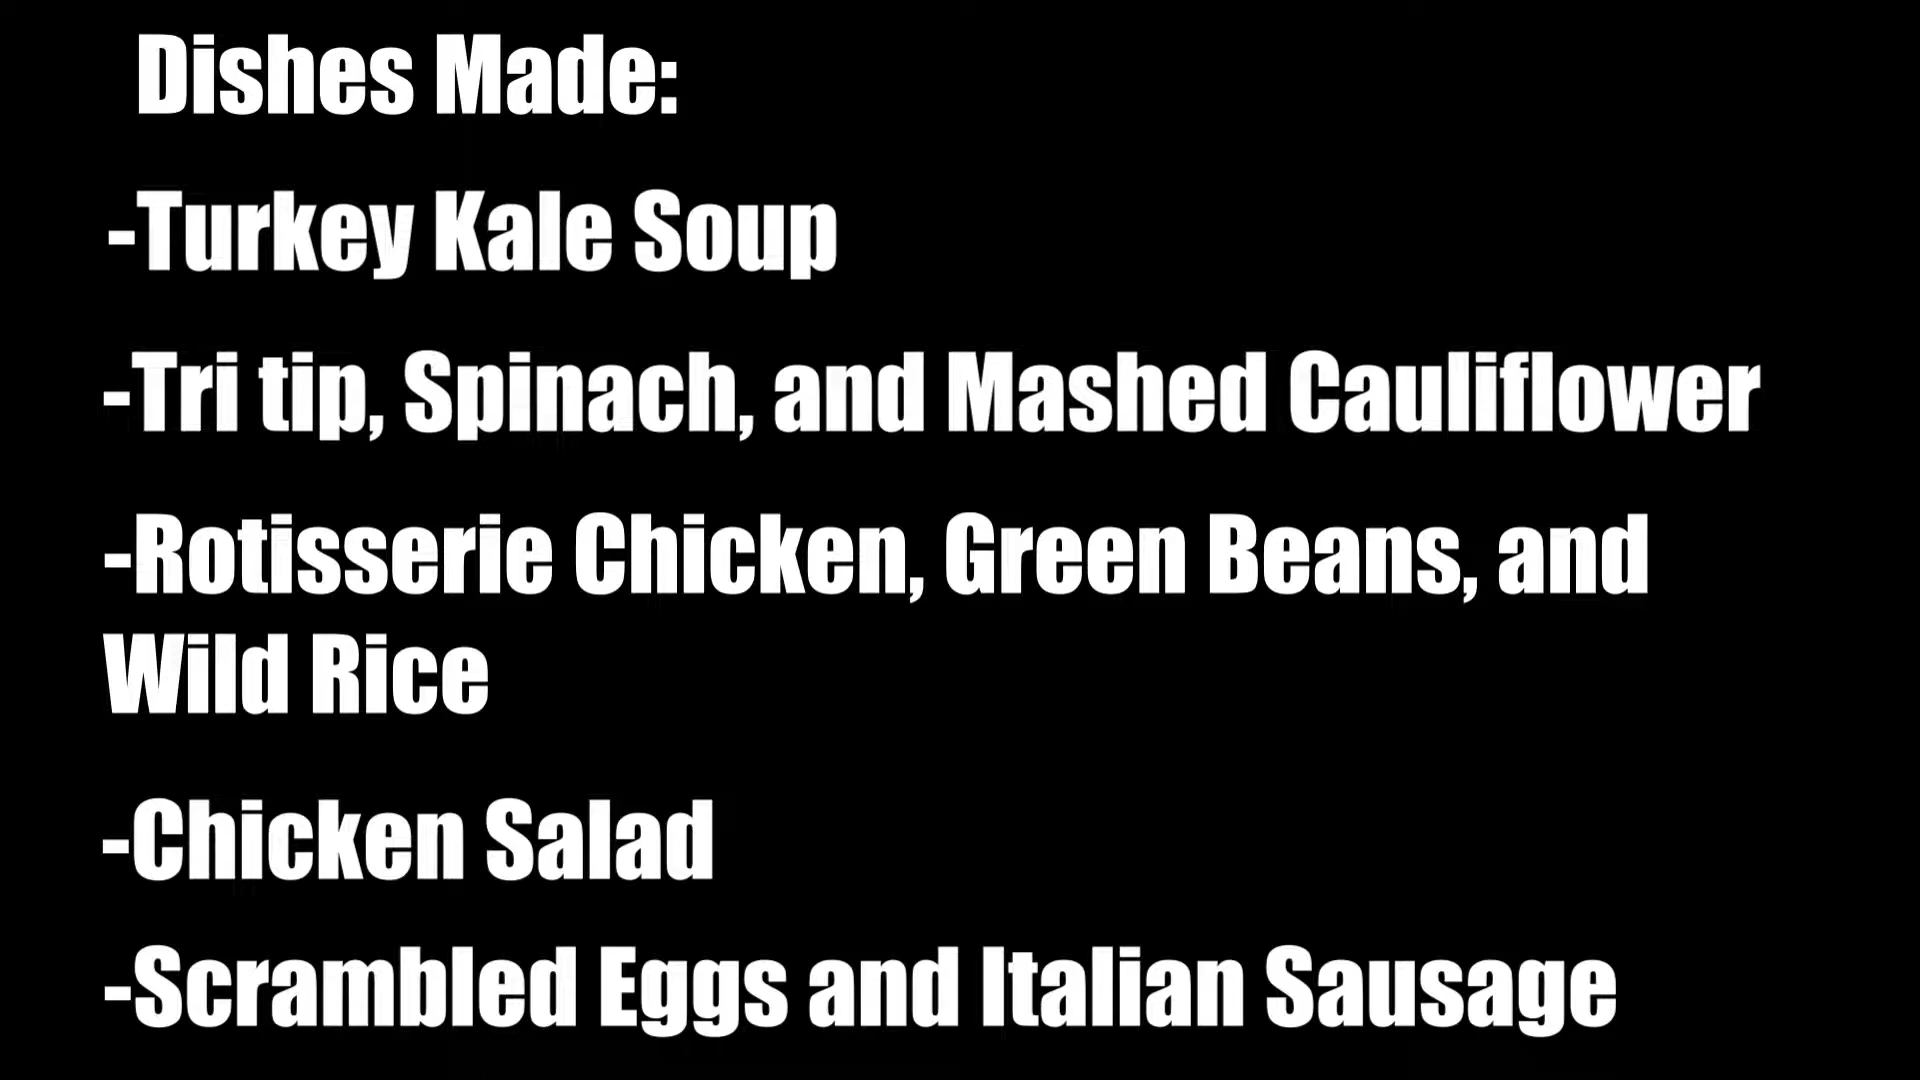 Dishes Made:
-Turkey Kale Soup
-Tri tip, Spinach, and Mashed Cauliflower
-Rotisserie Chicken, Green Beans, and
Wild Rice
-Chicken Salad
-Scrambled Eggs and Italian Sausage